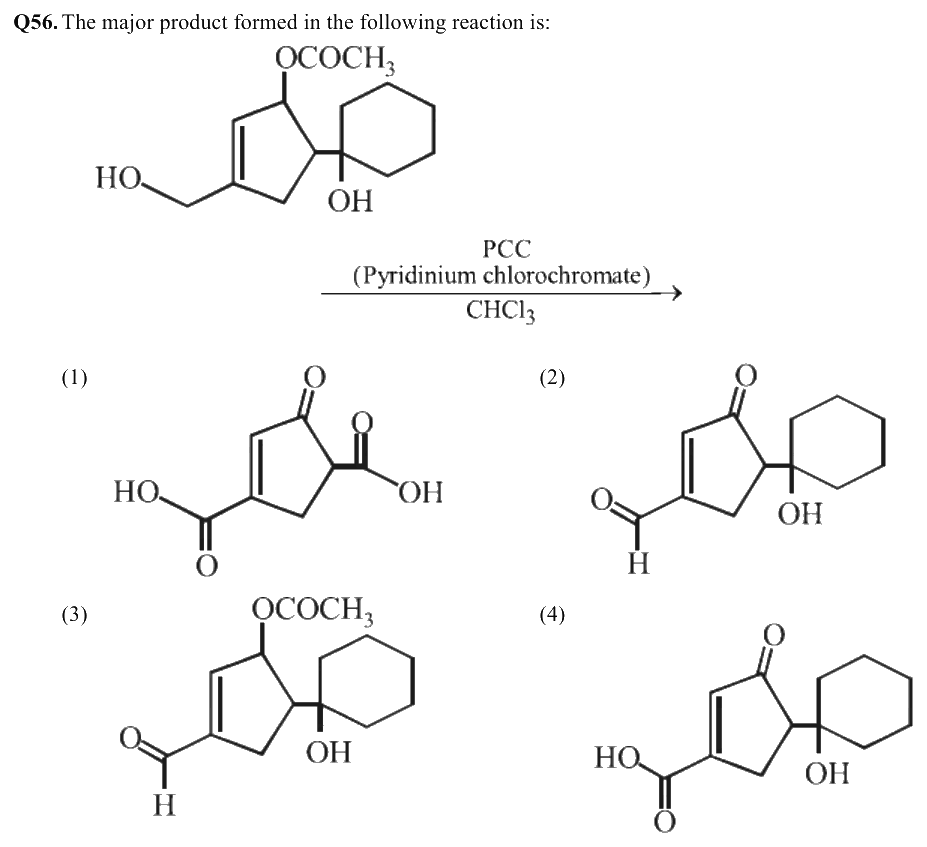 Q56. The major product formed in the following reaction is:
OCOCH3
HO
OH
PCC
(Pyridinium chlorochromate)
CHCl3
(1)
O
O
HO
OH
O
(2)
O
O
OH
H
(3)
OCOCH3
O
OH
H
(4)
O
HO
OH
O